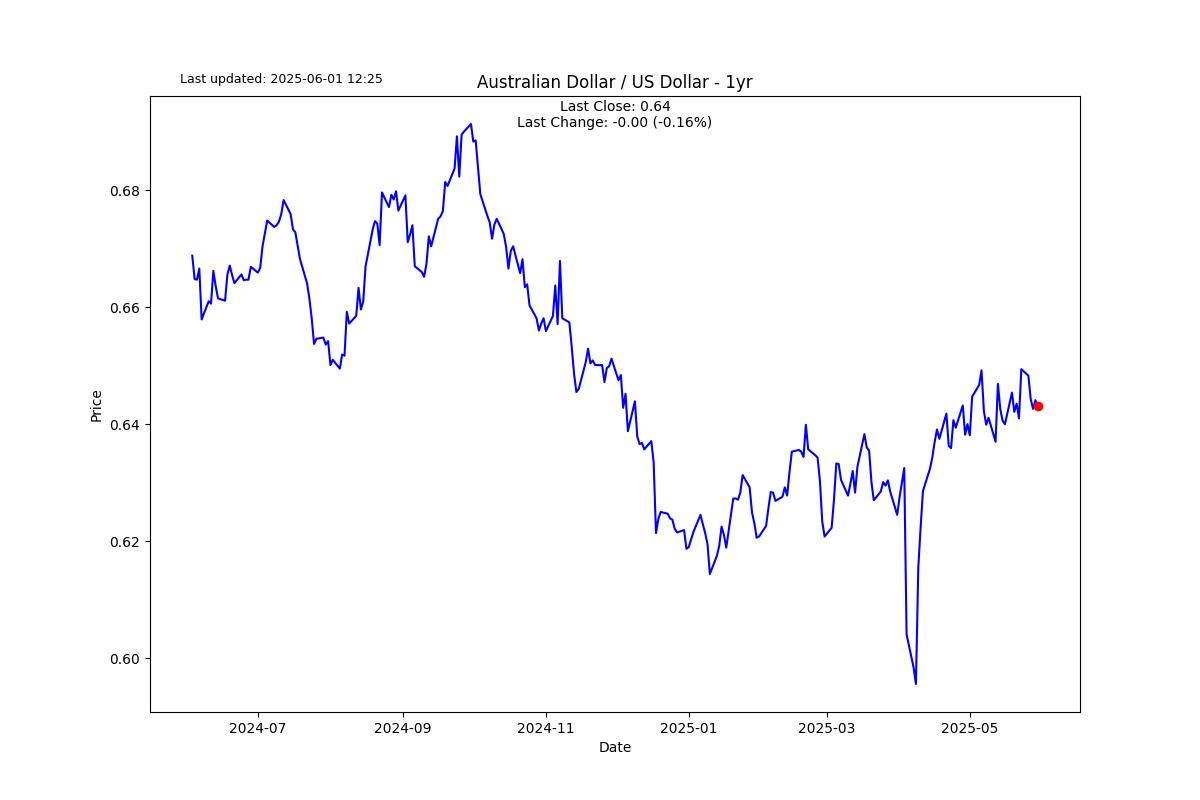 Last updated: 2025-06-01 12:25
Australian Dollar / US Dollar - 1yr
Last Close: 0.64
Last Change: -0.00 (-0.16%)
Price
0.68
0.66
0.64
0.62
0.60
2024-07
2024-09
2024-11
2025-01
2025-03
2025-05
Date